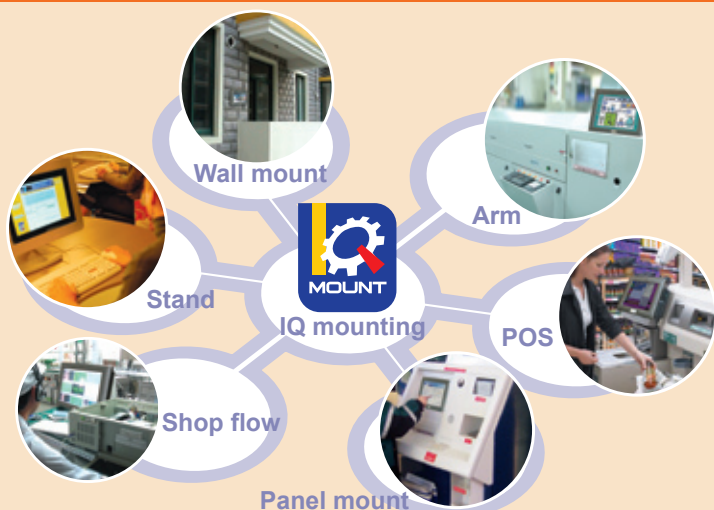 Wall mount
Arm
Stand
MOUNT
IQ mounting
POS
Shop flow
Panel mount